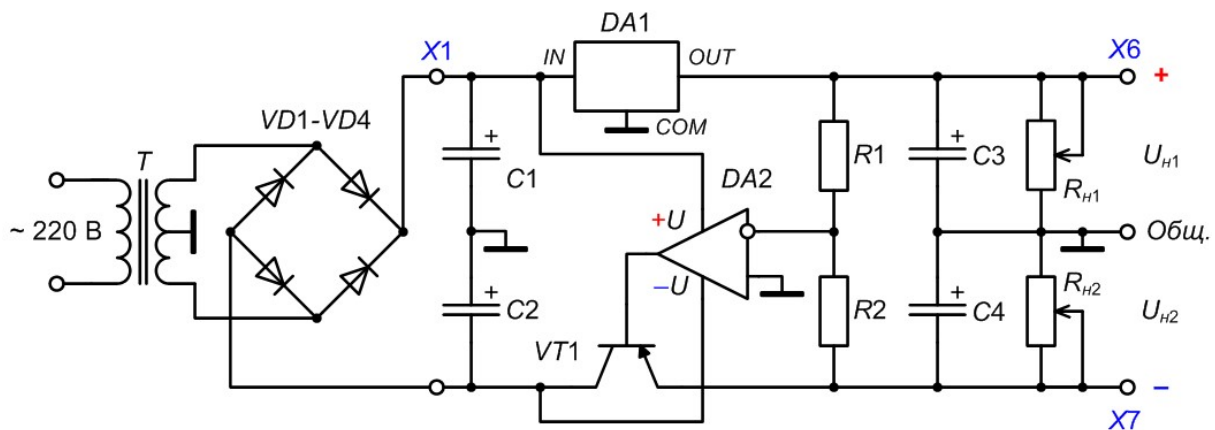 DA1
X1
IN
OUT
X6
+
COM
VD1-VD4
+
C1
R1
+
C3
Uн1
Rн1
T
DA2
+U
~ 220 В
Общ.
−U
+
C2
R2
+
C4
Rн2
Uн2
VT1
−
X7